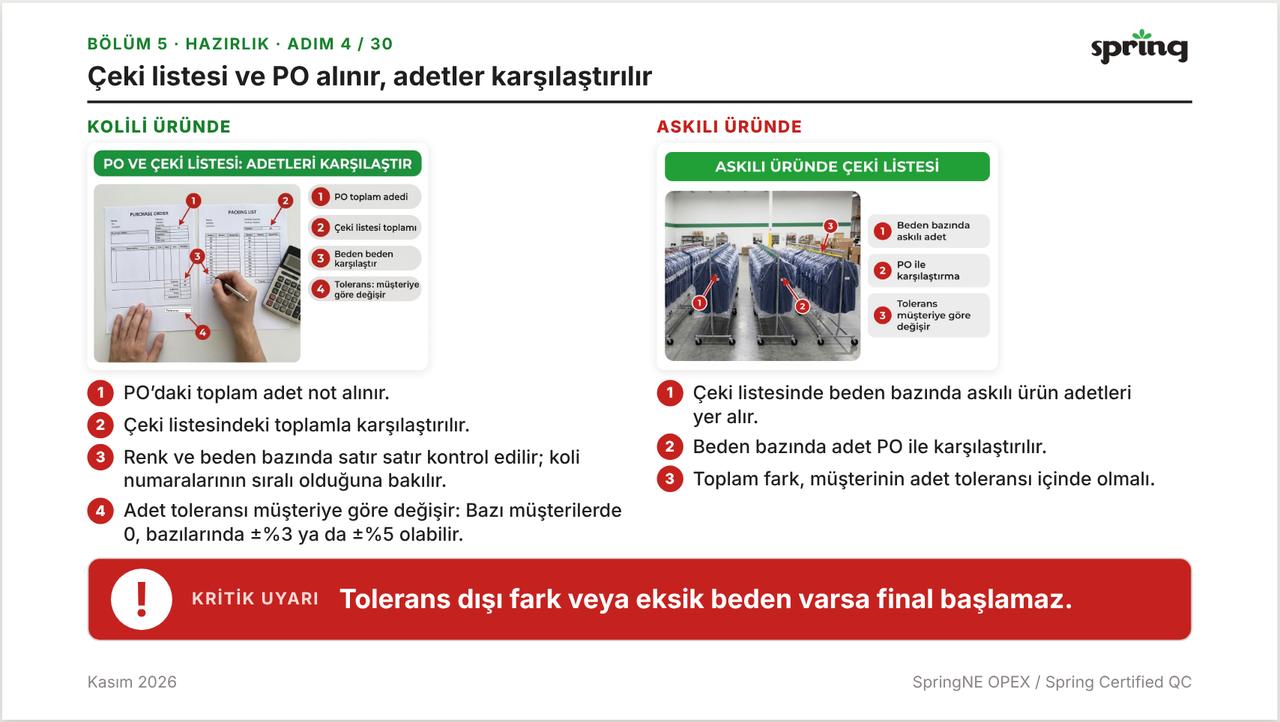 BÖLÜM 5 · HAZIRLIK · ADIM 4 / 30
spring
Çeki listesi ve PO alınır, adetler karşılaştırılır
KOLİLİ ÜRÜNDE
PO VE ÇEKİ LİSTESİ: ADETLERİ KARŞILAŞTIR
PURCHASE ORDER
PACKING LIST
1
2
3
4
1 PO toplam adedi
2 Çeki listesi toplamı
3 Beden beden
karşılaştır
4 Tolerans: müşteriye
göre değişir
1 PO’daki toplam adet not alınır.
2 Çeki listesindeki toplamla karşılaştırılır.
3 Renk ve beden bazında satır satır kontrol edilir; koli
numaralarının sıralı olduğuna bakılır.
4 Adet toleransı müşteriye göre değişir: Bazı müşterilerde
0, bazılarında ±%3 ya da ±%5 olabilir.
ASKILI ÜRÜNDE
ASKILI ÜRÜNDE ÇEKİ LİSTESİ
3
1
2
1 Beden bazında
askılı adet
2 PO ile
karşılaştırma
3 Tolerans
müşteriye göre
değişir
1 Çeki listesinde beden bazında askılı ürün adetleri
yer alır.
2 Beden bazında adet PO ile karşılaştırılır.
3 Toplam fark, müşterinin adet toleransı içinde olmalı.
! KRİTİK UYARI Tolerans dışı fark veya eksik beden varsa final başlamaz.
Kasım 2026
SpringNE OPEX / Spring Certified QC